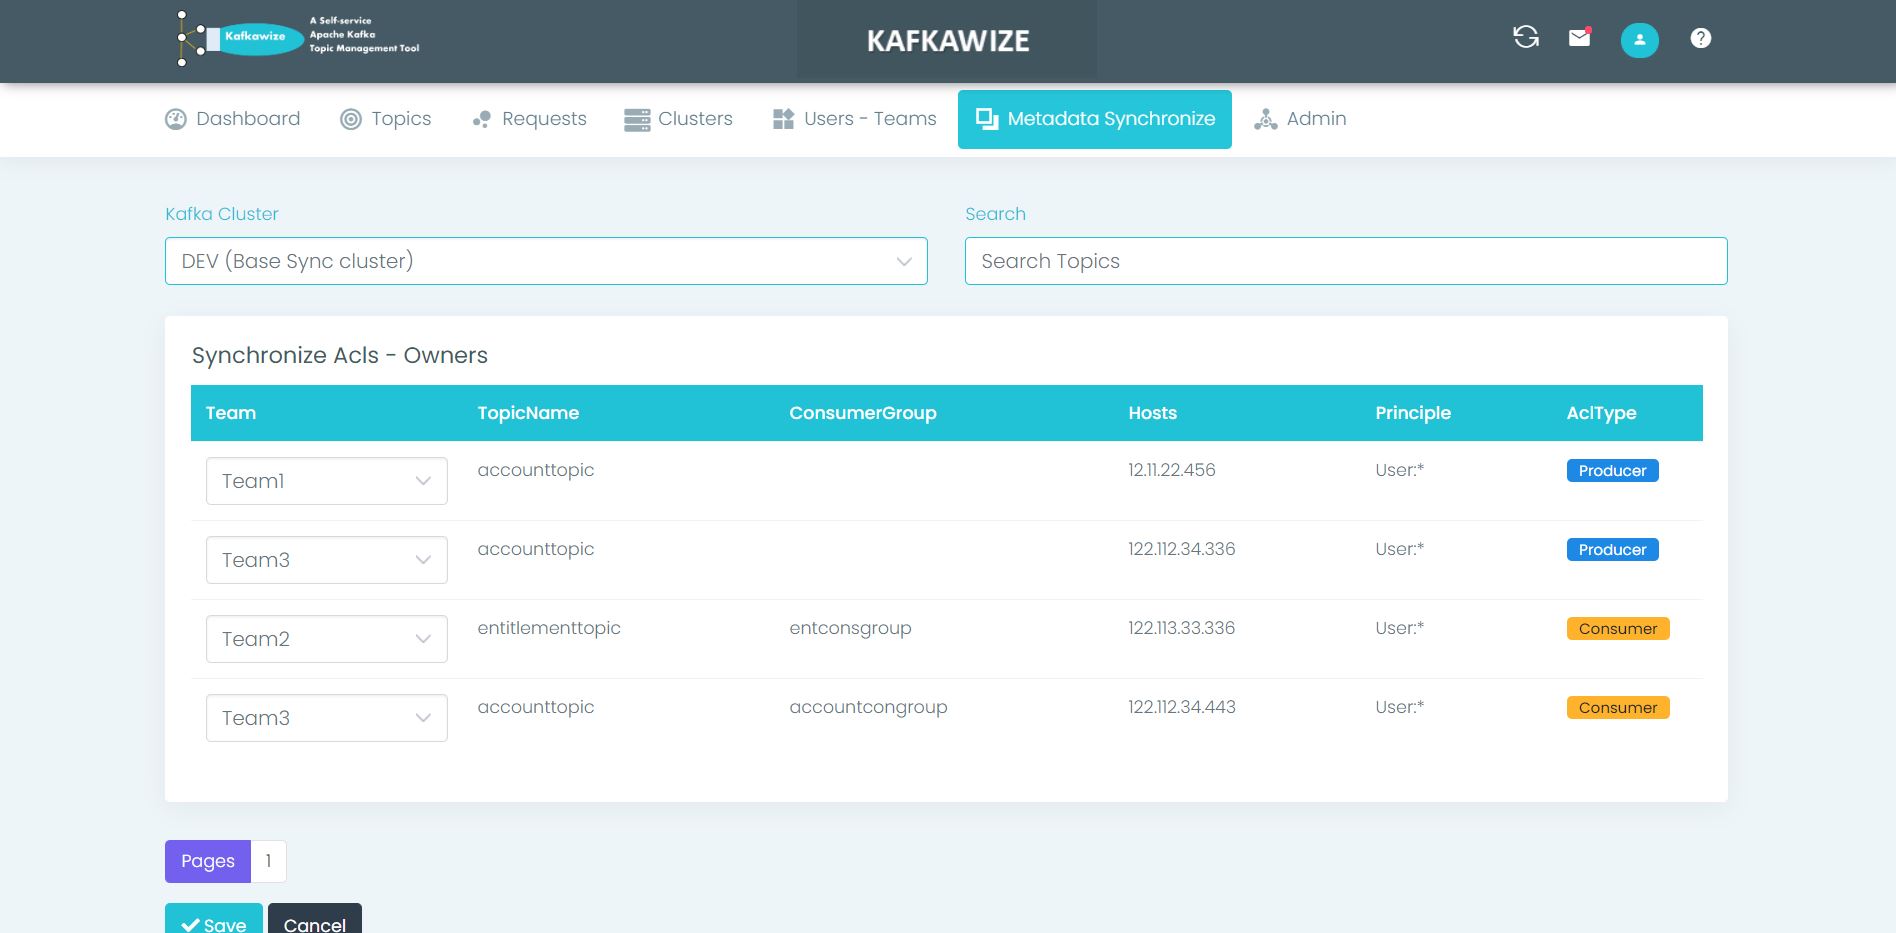 Kafkawize
A Self-service
Apache Kafka
Topic Management Tool
KAFKAWIZE
Dashboard Topics Requests Clusters Users - Teams Metadata Synchronize Admin
Kafka Cluster Search
DEV (Base Sync cluster) Search Topics
Synchronize Acls - Owners
Team TopicName ConsumerGroup Hosts Principle AclType
Team1 accounttopic 12.11.22.456 User:* Producer
Team3 accounttopic 122.112.34.336 User:* Producer
Team2 entitlementtopic entconsgroup 122.113.33.336 User:* Consumer
Team3 accounttopic accountcongroup 122.112.34.443 User:* Consumer
Pages 1
Save Cancel